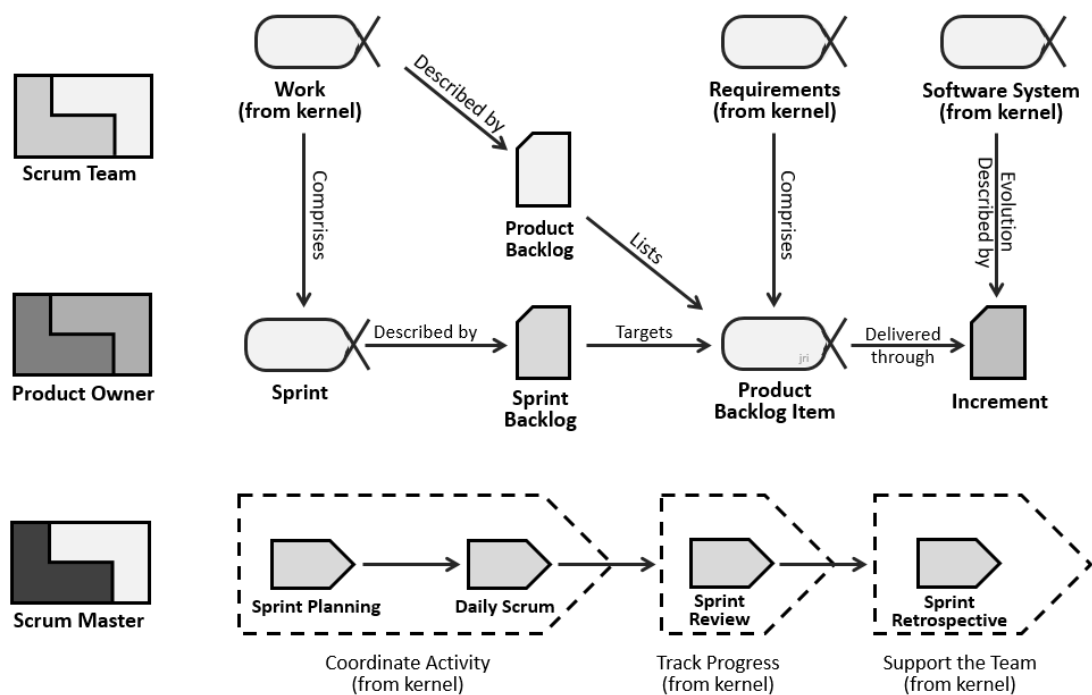 Work
(from kernel)
Described by
Requirements
(from kernel)
Software System
(from kernel)
Scrum Team
Comprises
Product
Backlog
Lists
Comprises
Evolution
Described by
Product Owner
Described by
Targets
jri
Delivered
through
Sprint
Sprint
Backlog
Product
Backlog Item
Increment
Scrum Master
Sprint Planning
Daily Scrum
Sprint
Review
Sprint
Retrospective
Coordinate Activity
(from kernel)
Track Progress
(from kernel)
Support the Team
(from kernel)